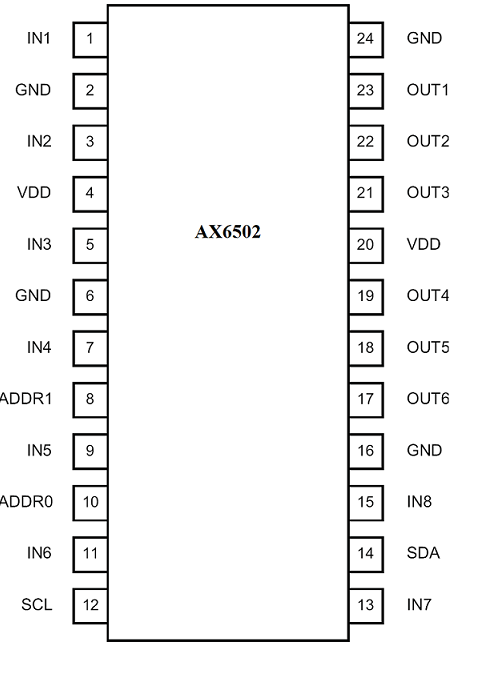 IN1 1 24 GND
GND 2 23 OUT1
IN2 3 22 OUT2
VDD 4 21 OUT3
AX6502
IN3 5 20 VDD
GND 6 19 OUT4
IN4 7 18 OUT5
ADDR1 8 17 OUT6
IN5 9 16 GND
ADDR0 10 15 IN8
IN6 11 14 SDA
SCL 12 13 IN7